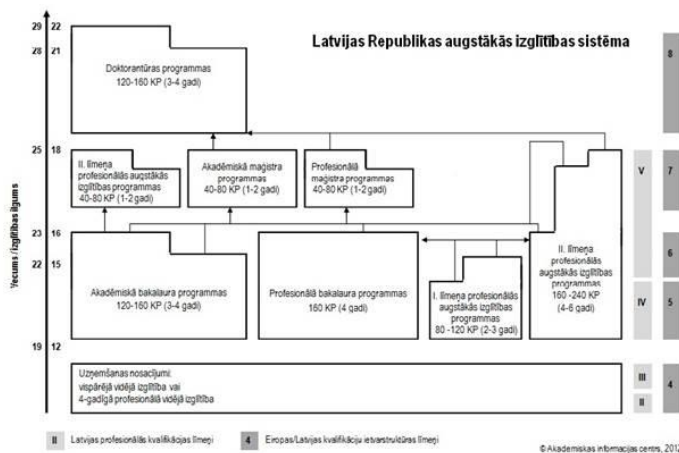 Latvijas Republikas augstākās izglītības sistēma
29 22
28 21
Doktorantūras programmas
120-160 KP (3-4 gadi)
8
25 18
II. līmeņa
profesionālās augstākās
izglītības programmas
40-80 KP (1-2 gadi)
Akadēmiskā maģistra
programmas
40-80 KP (1-2 gadi)
Profesionālā
maģistra programmas
40-80 KP (1-2 gadi)
V
7
Vecums / izglītības ilgums
23 16
22 15
Akadēmiskā bakalaura programmas
120-160 KP (3-4 gadi)
Profesionālā bakalaura programmas
160 KP (4 gadi)
I. līmeņa profesionālās
augstākās izglītības
programmas
80 -120 KP (2-3 gadi)
II. līmeņa
profesionālās
augstākās izglītības
programmas
160 -240 KP
(4-6 gadi)
6
IV
5
19 12
Uzņemšanas nosacījumi:
vispārējā vidējā izglītība vai
4-gadīgā profesionālā vidējā izglītība
III
II
4
II Latvijas profesionālās kvalifikācijas līmeņi
4 Eiropas/Latvijas kvalifikāciju ietvarstruktūras līmeņi
© Akadēmiskās informācijas centrs, 2012